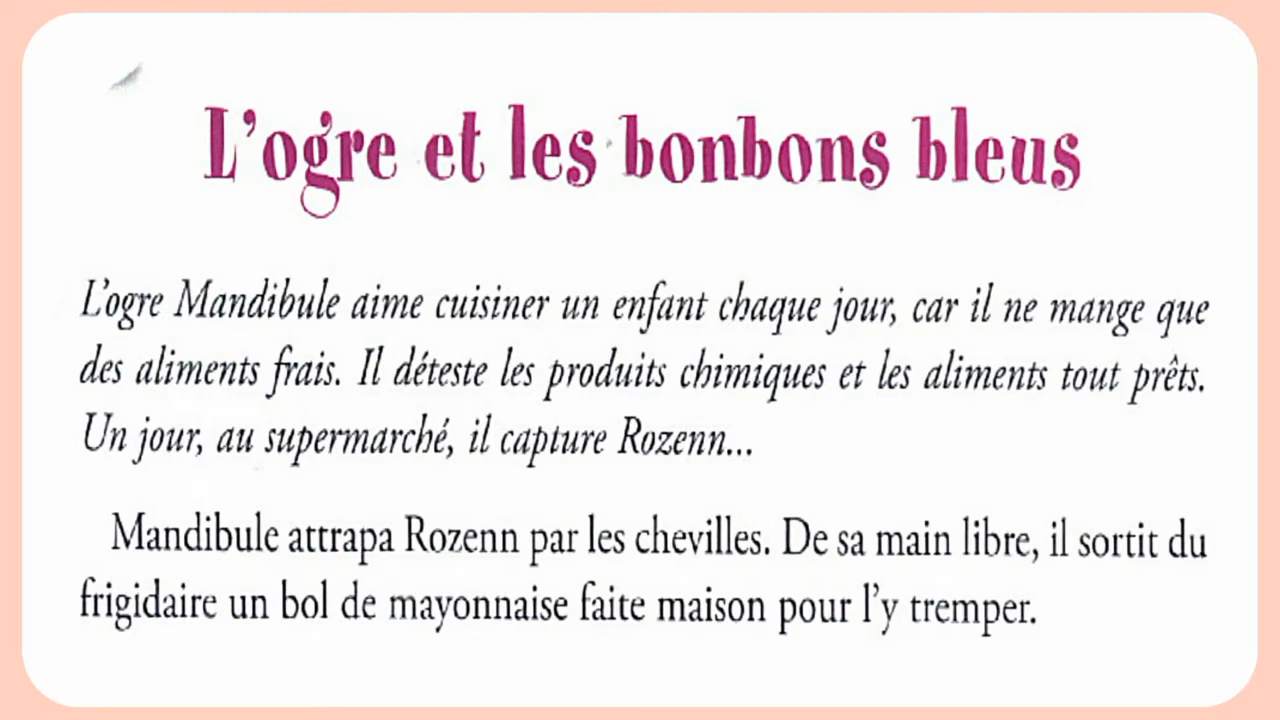 L'ogre et les bonbons bleus
L'ogre Mandibule aime cuisiner un enfant chaque jour, car il ne mange que
des aliments frais. Il déteste les produits chimiques et les aliments tout prêts.
Un jour, au supermarché, il capture Rozenn...
Mandibule attrapa Rozenn par les chevilles. De sa main libre, il sortit du
frigidaire un bol de mayonnaise faite maison pour l'y tremper.